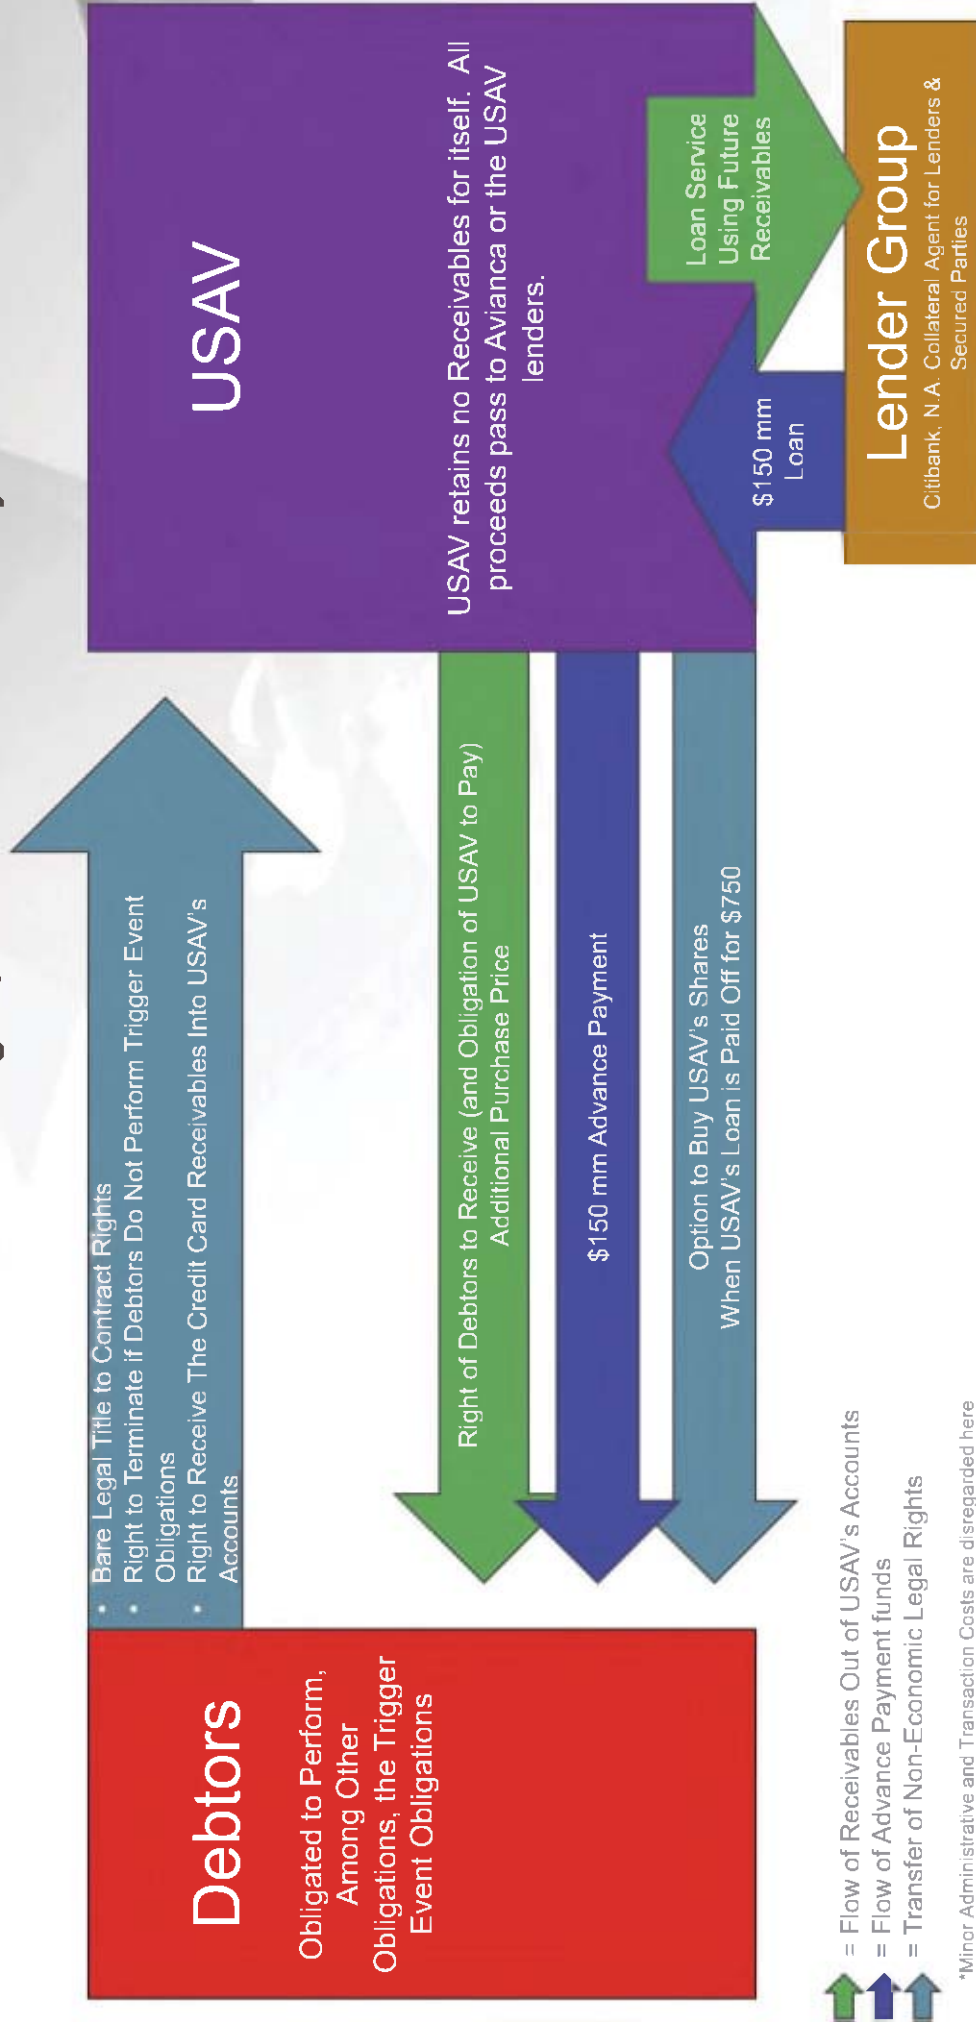 Debtors
Obligated to Perform,
Among Other
Obligations, the Trigger
Event Obligations
• Bare Legal Title to Contract Rights
• Right to Terminate if Debtors Do Not Perform Trigger Event
Obligations
• Right to Receive The Credit Card Receivables Into USAV's
Accounts
Right of Debtors to Receive (and Obligation of USAV to Pay)
Additional Purchase Price
$150 mm Advance Payment
Option to Buy USAV's Shares
When USAV's Loan is Paid Off for $750
USAV
USAV retains no Receivables for itself. All
proceeds pass to Avianca or the USAV
lenders.
$150 mm
Loan
Loan Service
Using Future
Receivables
Lender Group
Citibank, N.A. Collateral Agent for Lenders &
Secured Parties
= Flow of Receivables Out of USAV's Accounts
= Flow of Advance Payment funds
= Transfer of Non-Economic Legal Rights
*Minor Administrative and Transaction Costs are disregarded here